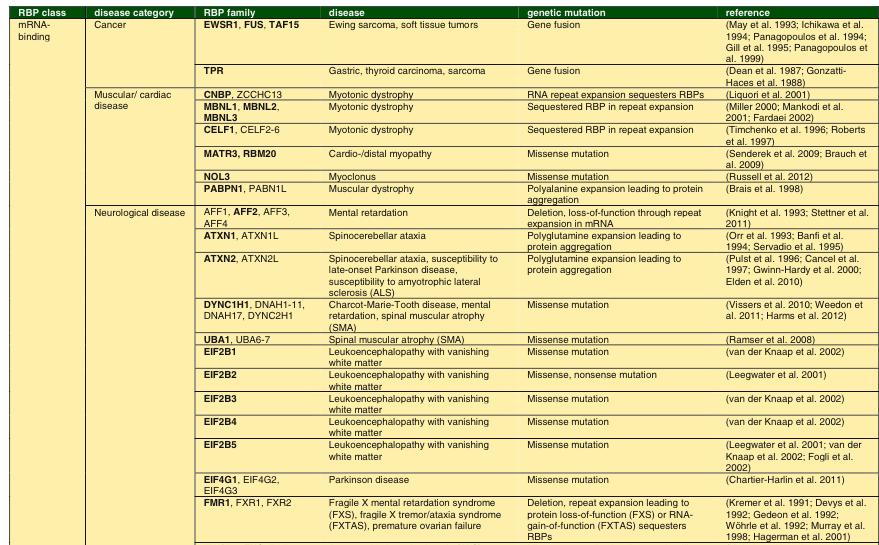 RBP class disease category RBP family disease genetic mutation reference
mRNA-binding Cancer EWSR1, FUS, TAF15 Ewing sarcoma, soft tissue tumors Gene fusion (May et al. 1993; Ichikawa et al. 1994; Panagopoulos et al. 1994; Gill et al. 1995; Panagopoulos et al. 1999)
TPR Gastric, thyroid carcinoma, sarcoma Gene fusion (Dean et al. 1987; Gonzatti-Haces et al. 1988)
Muscular/ cardiac disease CNBP, ZCCHC13 Myotonic dystrophy RNA repeat expansion sequesters RBPs (Liquori et al. 2001)
MBNL1, MBNL2, MBNL3 Myotonic dystrophy Sequestered RBP in repeat expansion (Miller 2000; Mankodi et al. 2001; Fardaei 2002)
CELF1, CELF2-6 Myotonic dystrophy Sequestered RBP in repeat expansion (Timchenko et al. 1996; Roberts et al. 1997)
MATR3, RBM20 Cardio-/distal myopathy Missense mutation (Senderek et al. 2009; Brauch et al. 2009)
NOL3 Myoclonus Missense mutation (Russell et al. 2012)
PABPN1, PABN1L Muscular dystrophy Polyalanine expansion leading to protein aggregation (Brais et al. 1998)
Neurological disease AFF1, AFF2, AFF3, AFF4 Mental retardation Deletion, loss-of-function through repeat expansion in mRNA (Knight et al. 1993; Stettner et al. 2011)
ATXN1, ATXN1L Spinocerebellar ataxia Polyglutamine expansion leading to protein aggregation (Orr et al. 1993; Banfi et al. 1994; Servadio et al. 1995)
ATXN2, ATXN2L Spinocerebellar ataxia, susceptibility to late-onset Parkinson disease, susceptibility to amyotrophic lateral sclerosis (ALS) Polyglutamine expansion leading to protein aggregation (Pulst et al. 1996; Cancel et al. 1997; Gwinn-Hardy et al. 2000; Elden et al. 2010)
DYNC1H1, DNAH1-11, DNAH17, DYNC2H1 Charcot-Marie-Tooth disease, mental retardation, spinal muscular atrophy (SMA) Missense mutation (Vissers et al. 2010; Weedon et al. 2011; Harms et al. 2012)
UBA1, UBA6-7 Spinal muscular atrophy (SMA) Missense mutation (Ramser et al. 2008)
EIF2B1 Leukoencephalopathy with vanishing white matter Missense mutation (van der Knaap et al. 2002)
EIF2B2 Leukoencephalopathy with vanishing white matter Missense, nonsense mutation (Leegwater et al. 2001)
EIF2B3 Leukoencephalopathy with vanishing white matter Missense mutation (van der Knaap et al. 2002)
EIF2B4 Leukoencephalopathy with vanishing white matter Missense mutation (van der Knaap et al. 2002)
EIF2B5 Leukoencephalopathy with vanishing white matter Missense mutation (Leegwater et al. 2001; van der Knaap et al. 2002; Fogli et al. 2002)
EIF4G1, EIF4G2, EIF4G3 Parkinson disease Missense mutation (Chartier-Harlin et al. 2011)
FMR1, FXR1, FXR2 Fragile X mental retardation syndrome (FXS), fragile X tremor/ataxia syndrome (FXTAS), premature ovarian failure Deletion, repeat expansion leading to protein loss-of-function (FXS) or RNA-gain-of-function (FXTAS) sequesters RBPs (Kremer et al. 1991; Devys et al. 1992; Gedeon et al. 1992; Wöhrle et al. 1992; Murray et al. 1998; Hagerman et al. 2001)